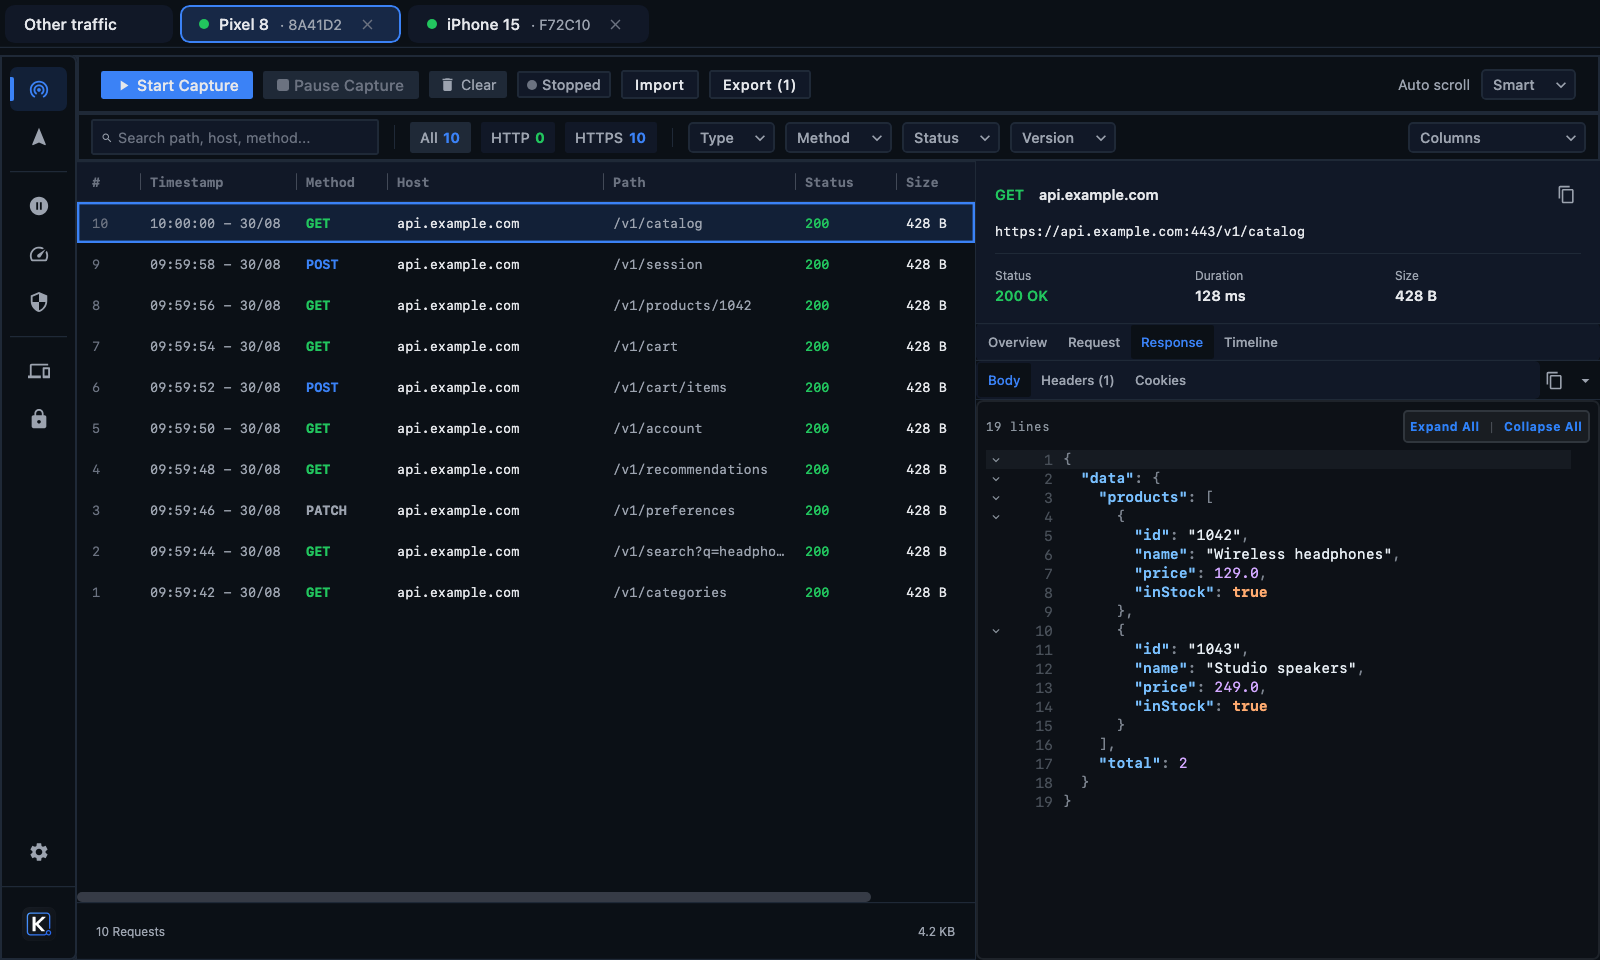 Other traffic
Pixel 8 · 8A41D2
iPhone 15 · F72C10
Start Capture
Pause Capture
Clear
Stopped
Import
Export (1)
Auto scroll
Smart
Search path, host, method...
All 10
HTTP 0
HTTPS 10
Type
Method
Status
Version
Columns
# Timestamp Method Host Path Status Size
10 10:00:00 – 30/08 GET api.example.com /v1/catalog 200 428 B
9 09:59:58 – 30/08 POST api.example.com /v1/session 200 428 B
8 09:59:56 – 30/08 GET api.example.com /v1/products/1042 200 428 B
7 09:59:54 – 30/08 GET api.example.com /v1/cart 200 428 B
6 09:59:52 – 30/08 POST api.example.com /v1/cart/items 200 428 B
5 09:59:50 – 30/08 GET api.example.com /v1/account 200 428 B
4 09:59:48 – 30/08 GET api.example.com /v1/recommendations 200 428 B
3 09:59:46 – 30/08 PATCH api.example.com /v1/preferences 200 428 B
2 09:59:44 – 30/08 GET api.example.com /v1/search?q=headpho… 200 428 B
1 09:59:42 – 30/08 GET api.example.com /v1/categories 200 428 B
10 Requests
4.2 KB
K
GET api.example.com
https://api.example.com:443/v1/catalog
Status Duration Size
200 OK 128 ms 428 B
Overview Request Response Timeline
Body Headers (1) Cookies
19 lines
Expand All | Collapse All
1 {
2 "data": {
3 "products": [
4 {
5 "id": "1042",
6 "name": "Wireless headphones",
7 "price": 129.0,
8 "inStock": true
9 },
10 {
11 "id": "1043",
12 "name": "Studio speakers",
13 "price": 249.0,
14 "inStock": true
15 }
16 ],
17 "total": 2
18 }
19 }